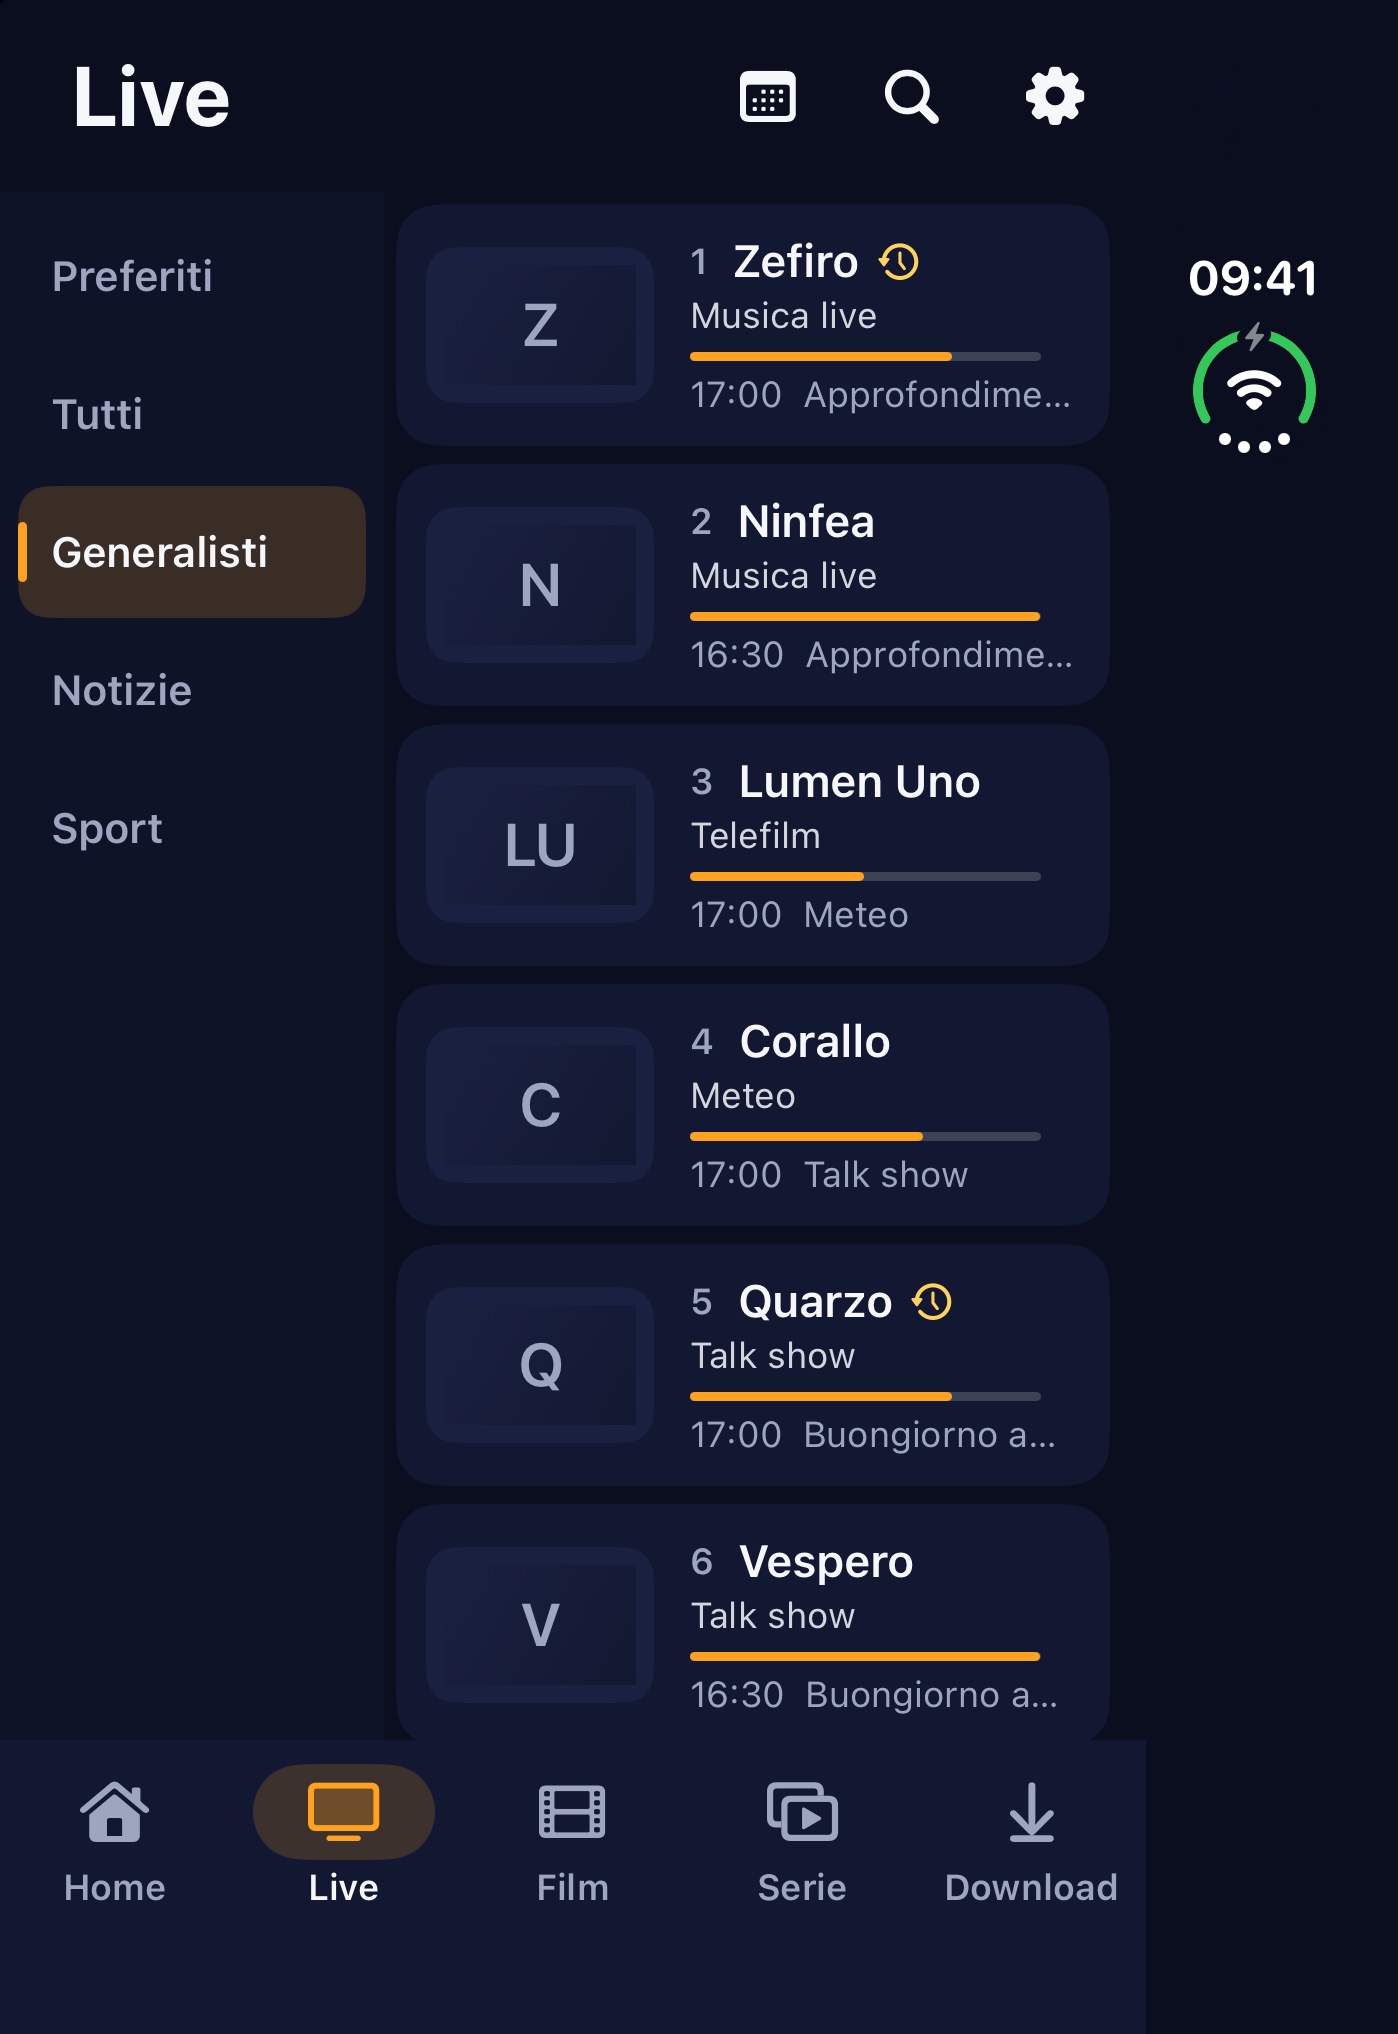 Live
09:41
Preferiti
Tutti
Generalisti
Notizie
Sport
Z
1 Zefiro
Musica live
17:00 Approfondime...
N
2 Ninfea
Musica live
16:30 Approfondime...
LU
3 Lumen Uno
Telefilm
17:00 Meteo
C
4 Corallo
Meteo
17:00 Talk show
Q
5 Quarzo
Talk show
17:00 Buongiorno a...
V
6 Vespero
Talk show
16:30 Buongiorno a...
Home
Live
Film
Serie
Download